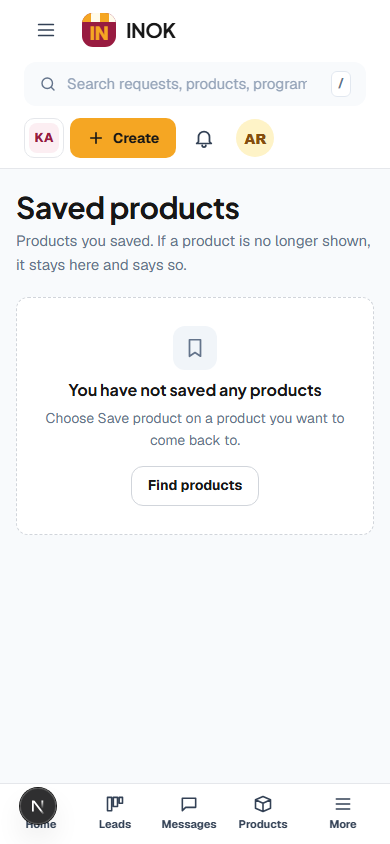 IN INOK
Search requests, products, program
/
KA
+ Create
AR
Saved products
Products you saved. If a product is no longer shown,
it stays here and says so.
You have not saved any products
Choose Save product on a product you want to
come back to.
Find products
N
Home Leads Messages Products More